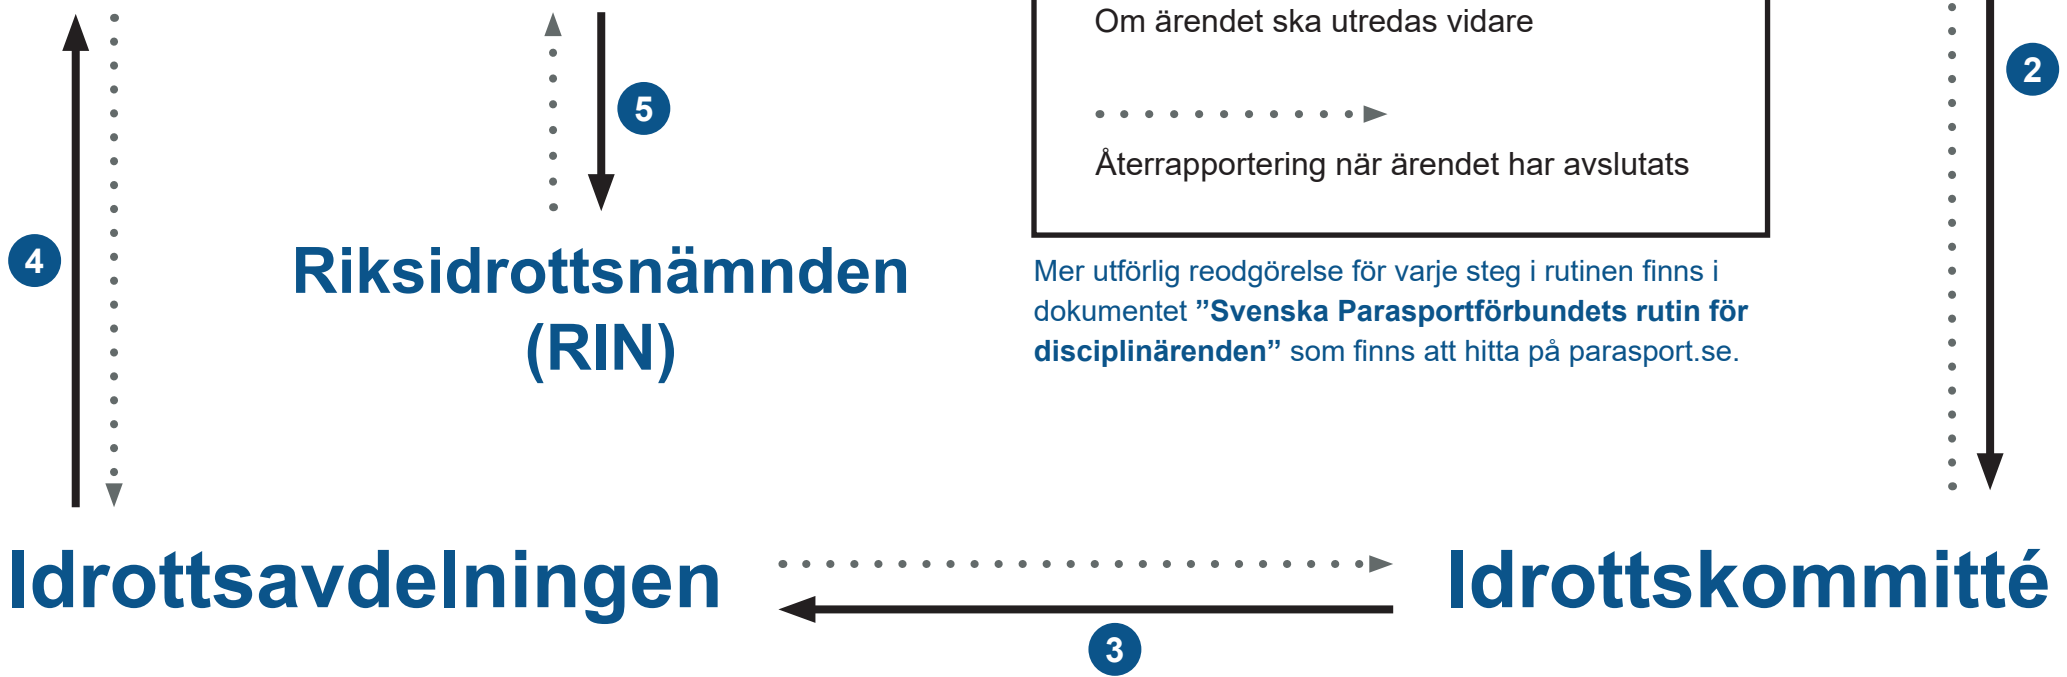 Om ärendet ska utredas vidare
2
5
Återrapportering när ärendet har avslutats
4
Riksidrottsnämnden
(RIN)
Mer utförlig reodgörelse för varje steg i rutinen finns i
dokumentet ”Svenska Parasportförbundets rutin för
disciplinärenden” som finns att hitta på parasport.se.
Idrottsavdelningen
Idrottskommitté
3